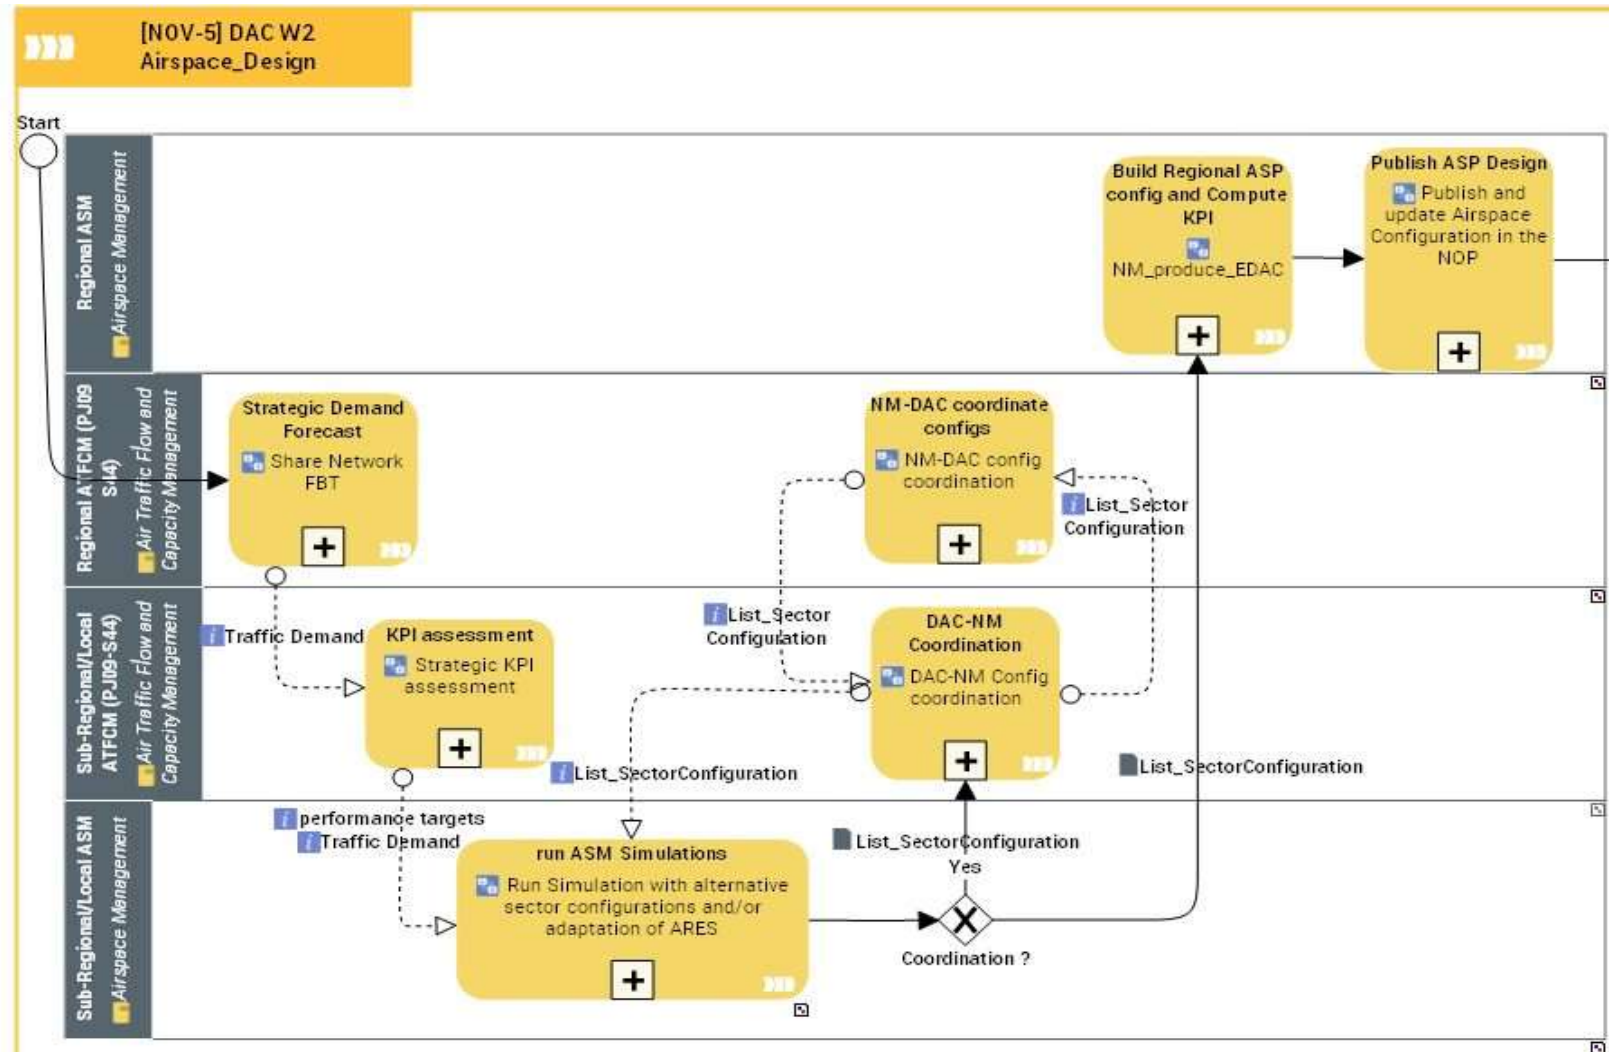 [NOV-5] DAC W2
Airspace_Design
Start
Regional ASM
Airspace Management
Build Regional ASP
config and Compute
KPI
NM_produce_EDAC
Publish ASP Design
Publish and
update Airspace
Configuration in the
NOP
Regional ATFCM (PJ09
S44)
Air Traffic Flow and
Capacity Management
Strategic Demand
Forecast
Share Network
FBT
NM-DAC coordinate
configs
NM-DAC config
coordination
List_Sector
Configuration
Sub-Regional/Local
ATFCM (PJ09-S44)
Air Traffic Flow and
Capacity Management
Traffic Demand
KPI assessment
Strategic KPI
assessment
List_Sector
Configuration
DAC-NM
Coordination
DAC-NM Config
coordination
List_SectorConfiguration
List_SectorConfiguration
Sub-Regional/Local ASM
Airspace Management
performance targets
Traffic Demand
run ASM Simulations
Run Simulation with alternative
sector configurations and/or
adaptation of ARES
List_SectorConfiguration
Yes
Coordination ?